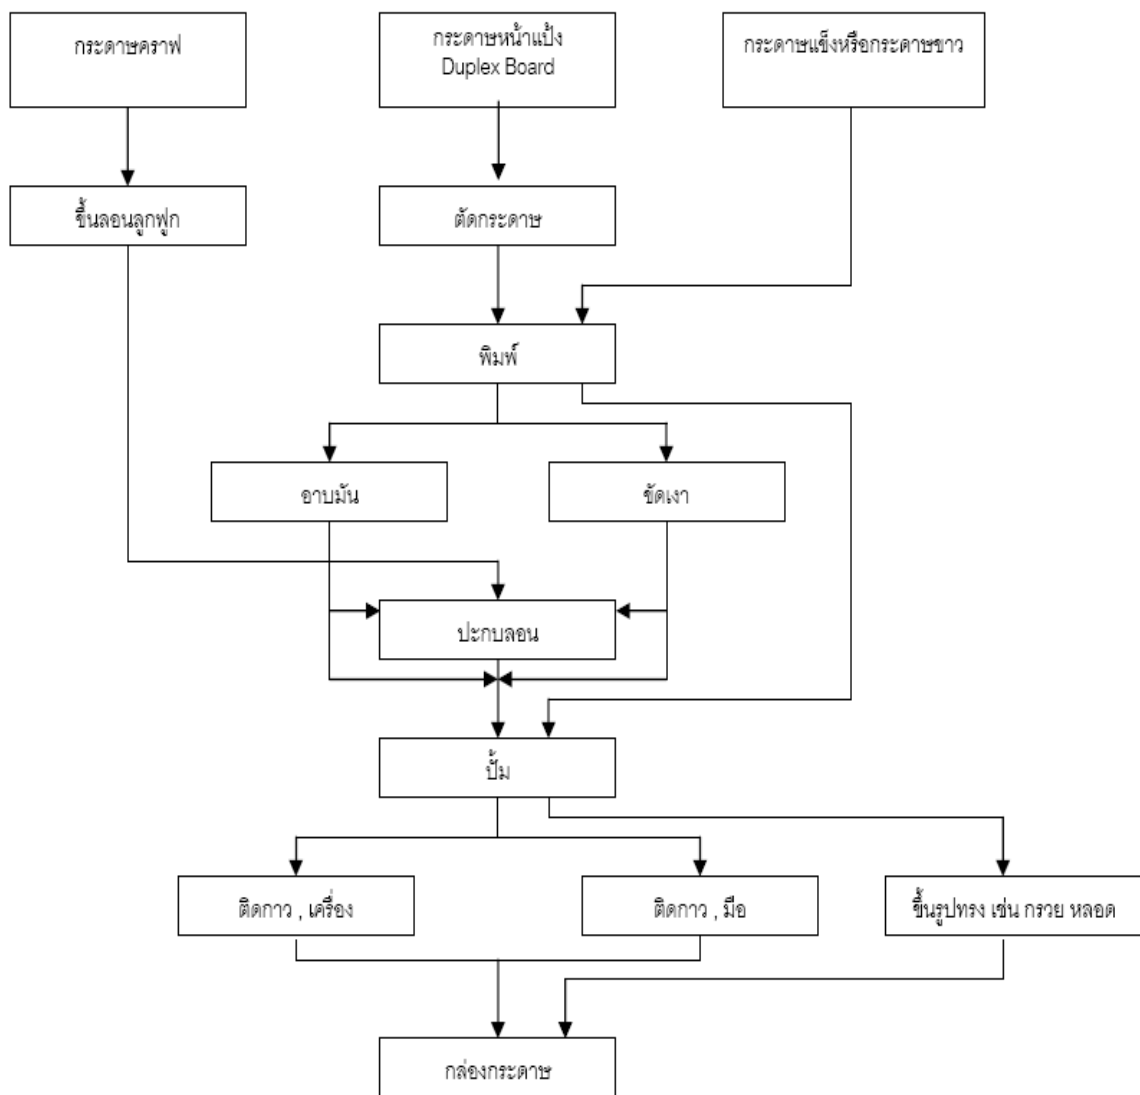 กระดาษคราฟ
กระดาษหน้าแป้ง
Duplex Board
กระดาษแข็งหรือกระดาษขาว
ขึ้นลอนลูกฟูก
ตัดกระดาษ
พิมพ์
อาบมัน
ขัดเงา
ปะกบลอน
ปั้ม
ติดกาว , เครื่อง
ติดกาว , มือ
ขึ้นรูปทรง เช่น กรวย หลอด
กล่องกระดาษ